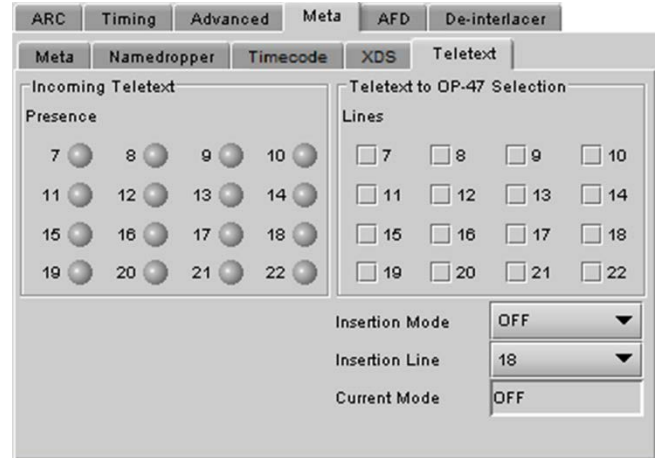 ARC Timing Advanced Meta AFD De-interlacer
Meta Namedropper Timecode XDS Teletext
Incoming Teletext
Presence
7 8 9 10
11 12 13 14
15 16 17 18
19 20 21 22
Teletext to OP-47 Selection
Lines
7 8 9 10
11 12 13 14
15 16 17 18
19 20 21 22
Insertion Mode OFF
Insertion Line 18
Current Mode OFF